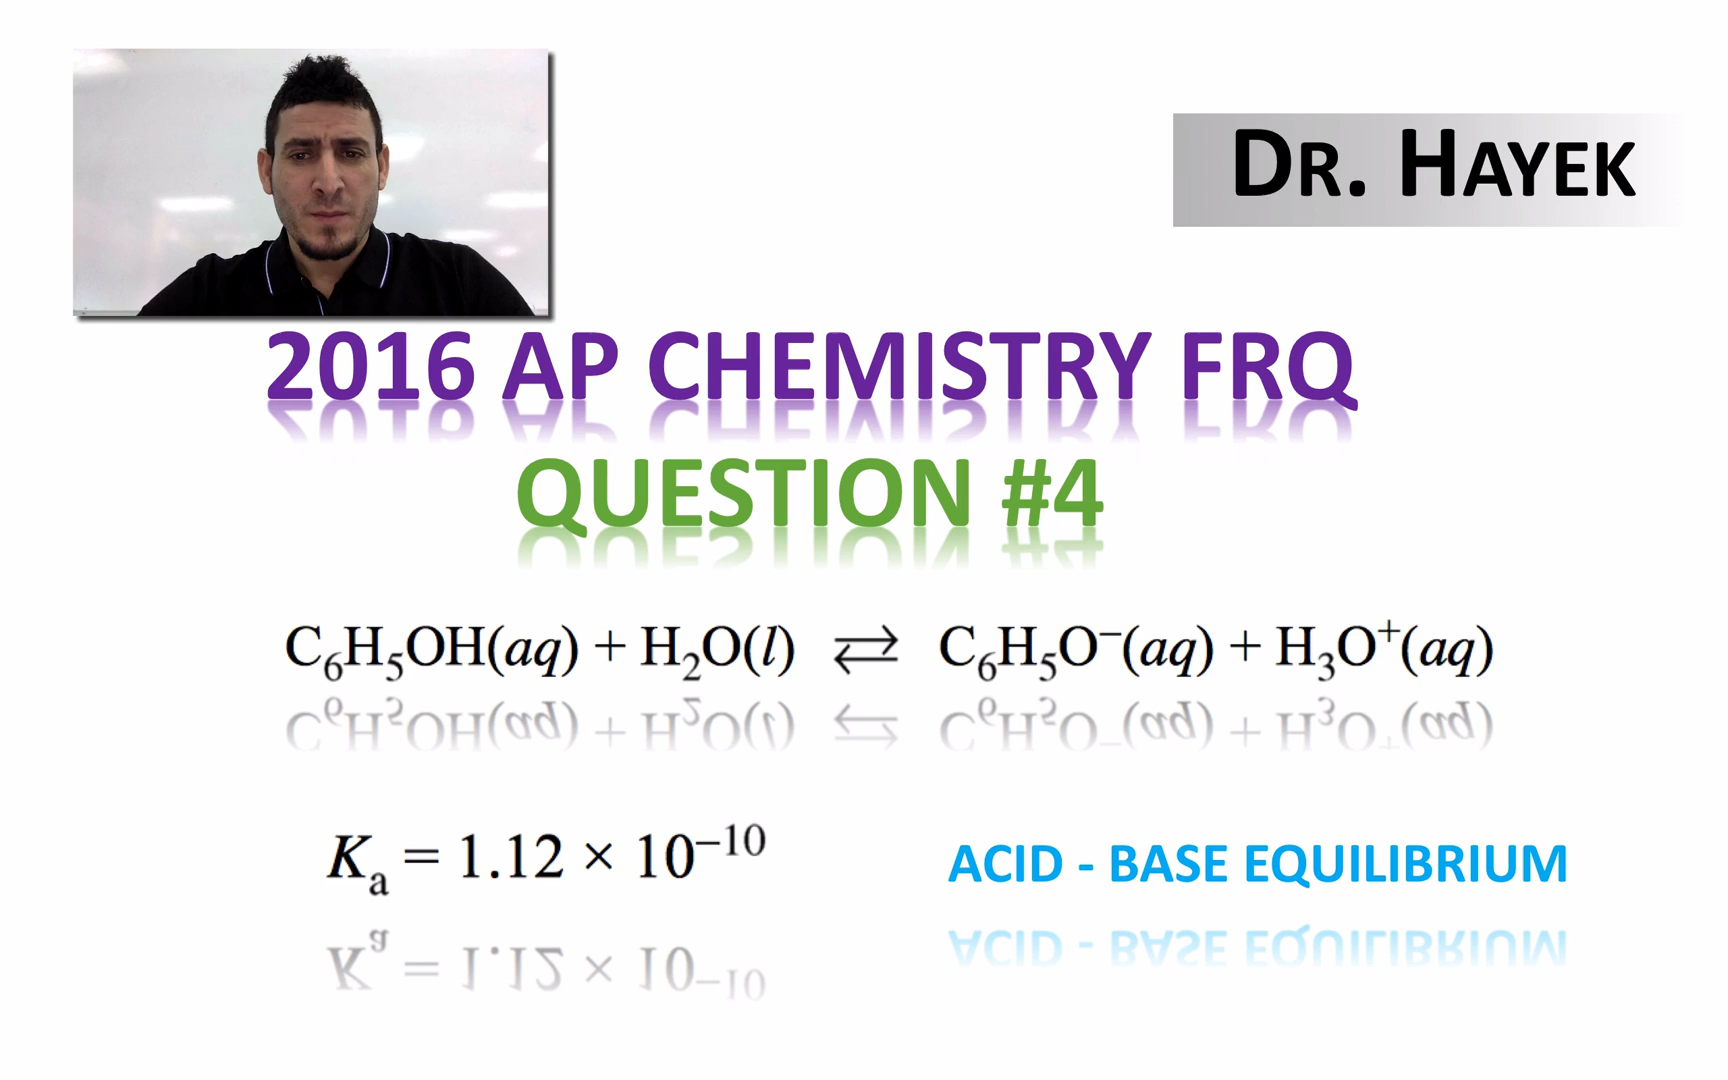 DR. HAYEK
2016 AP CHEMISTRY FRQ
QUESTION #4
C₆H₅OH(aq) + H₂O(l) ⇄ C₆H₅O⁻(aq) + H₃O⁺(aq)
Kₐ = 1.12 × 10⁻¹⁰
ACID - BASE EQUILIBRIUM